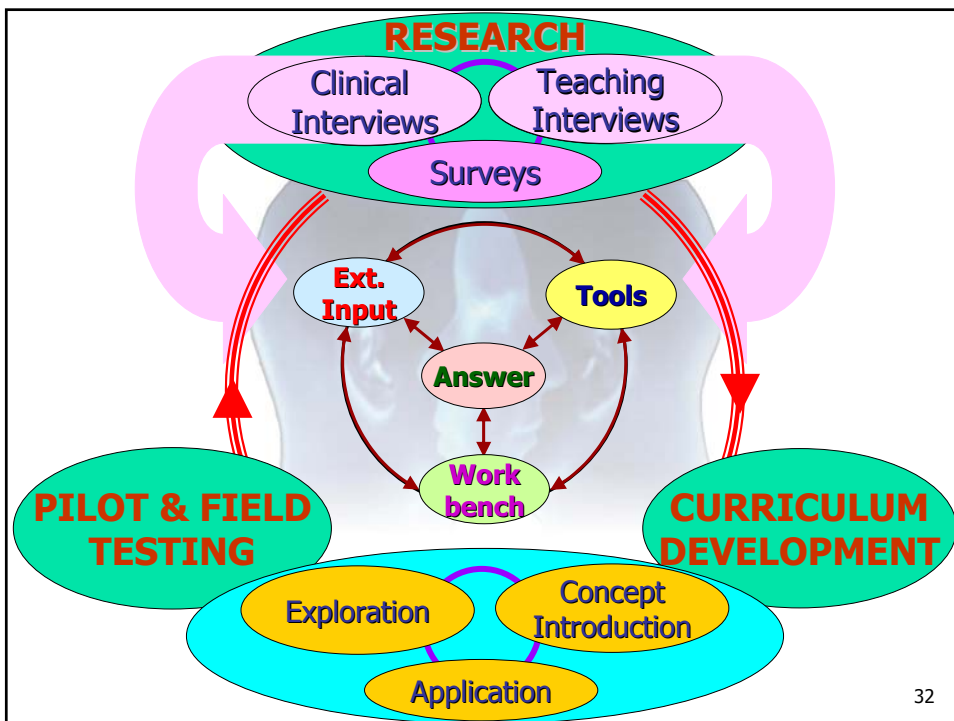 RESEARCH
Clinical
Interviews
Teaching
Interviews
Surveys
Ext.
Input
Tools
Answer
Work
bench
PILOT & FIELD
TESTING
CURRICULUM
DEVELOPMENT
Exploration
Concept
Introduction
Application
32